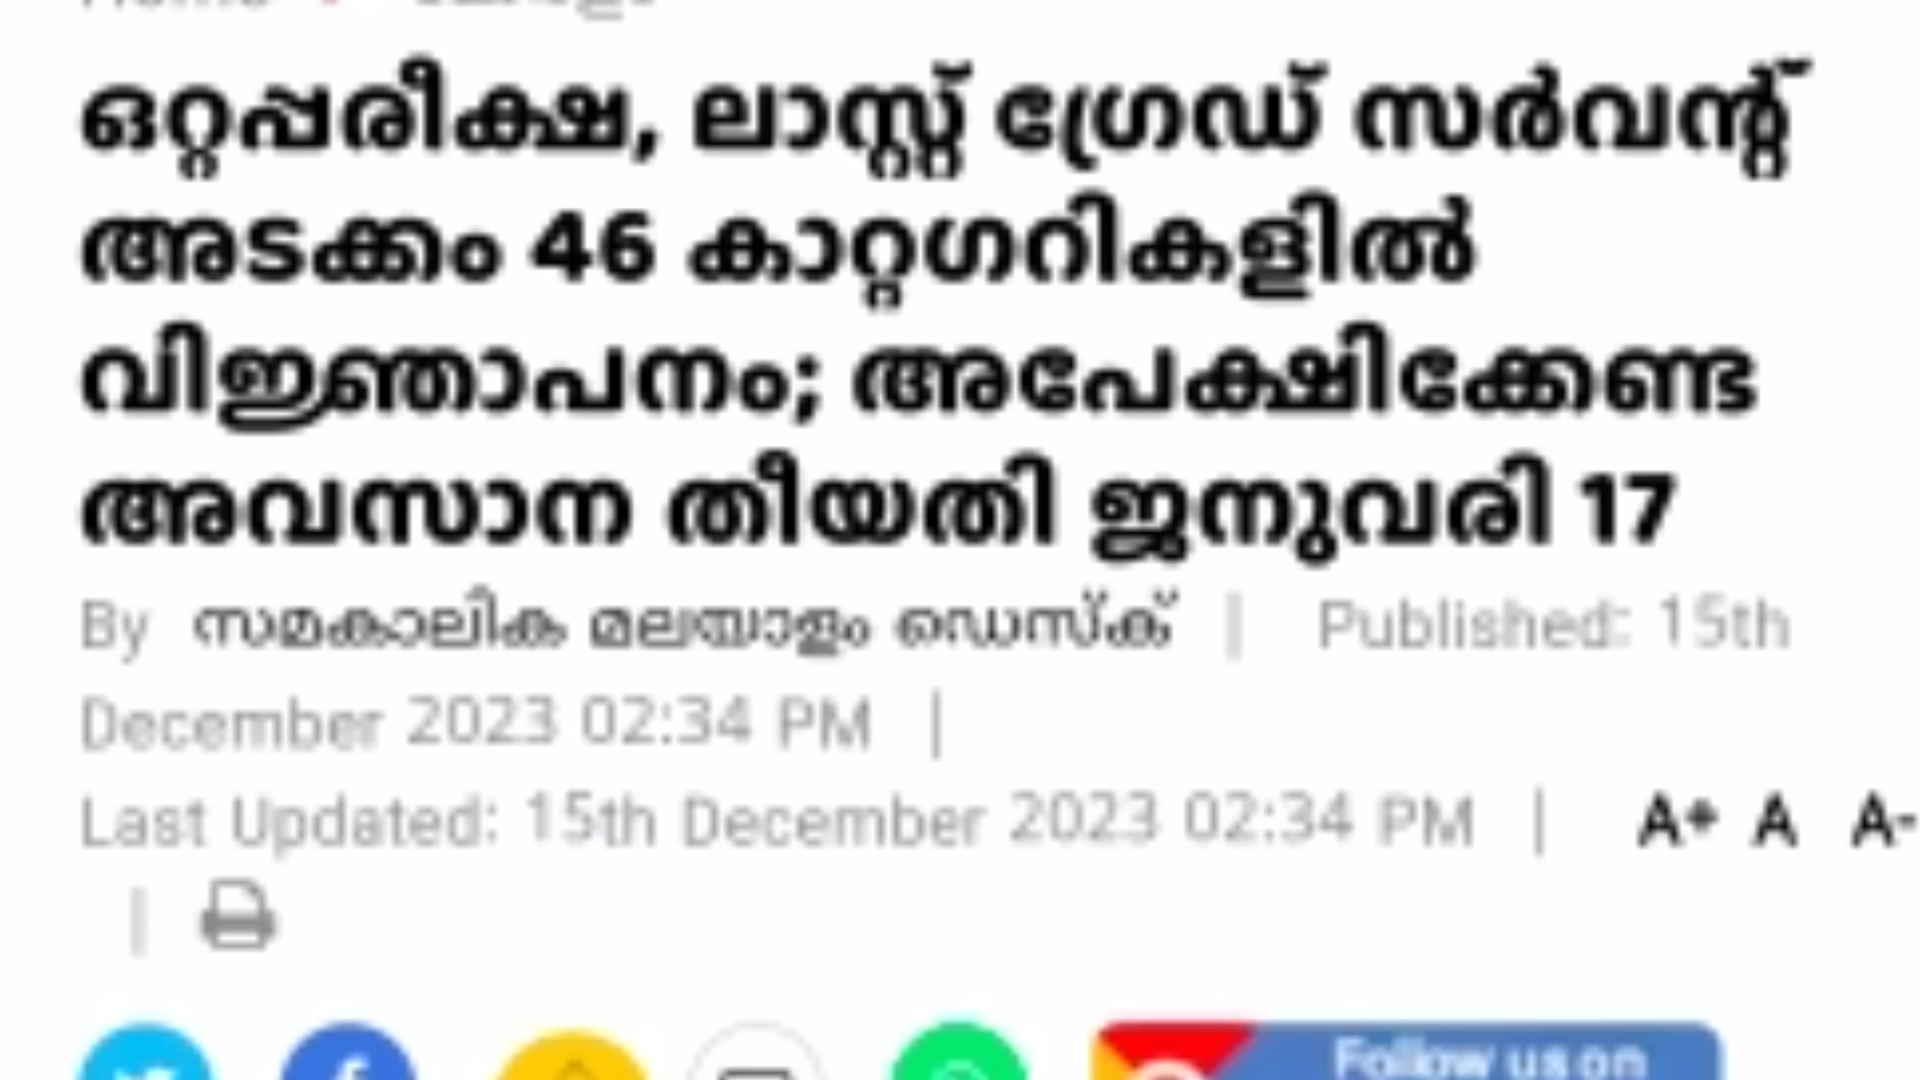 ഒറ്റപ്പരീക്ഷ, ലാസ്റ്റ് ഗ്രേഡ് സർവന്റ്
അടക്കം 46 കാറ്റഗറികളിൽ
വിജ്ഞാപനം; അപേക്ഷിക്കേണ്ട
അവസാന തീയതി ജനുവരി 17
By സമകാലിക മലയാളം ഡെസ്ക് | Published: 15th
December 2023 02:34 PM |
Last Updated: 15th December 2023 02:34 PM | A+ A A-
|
Follow us on